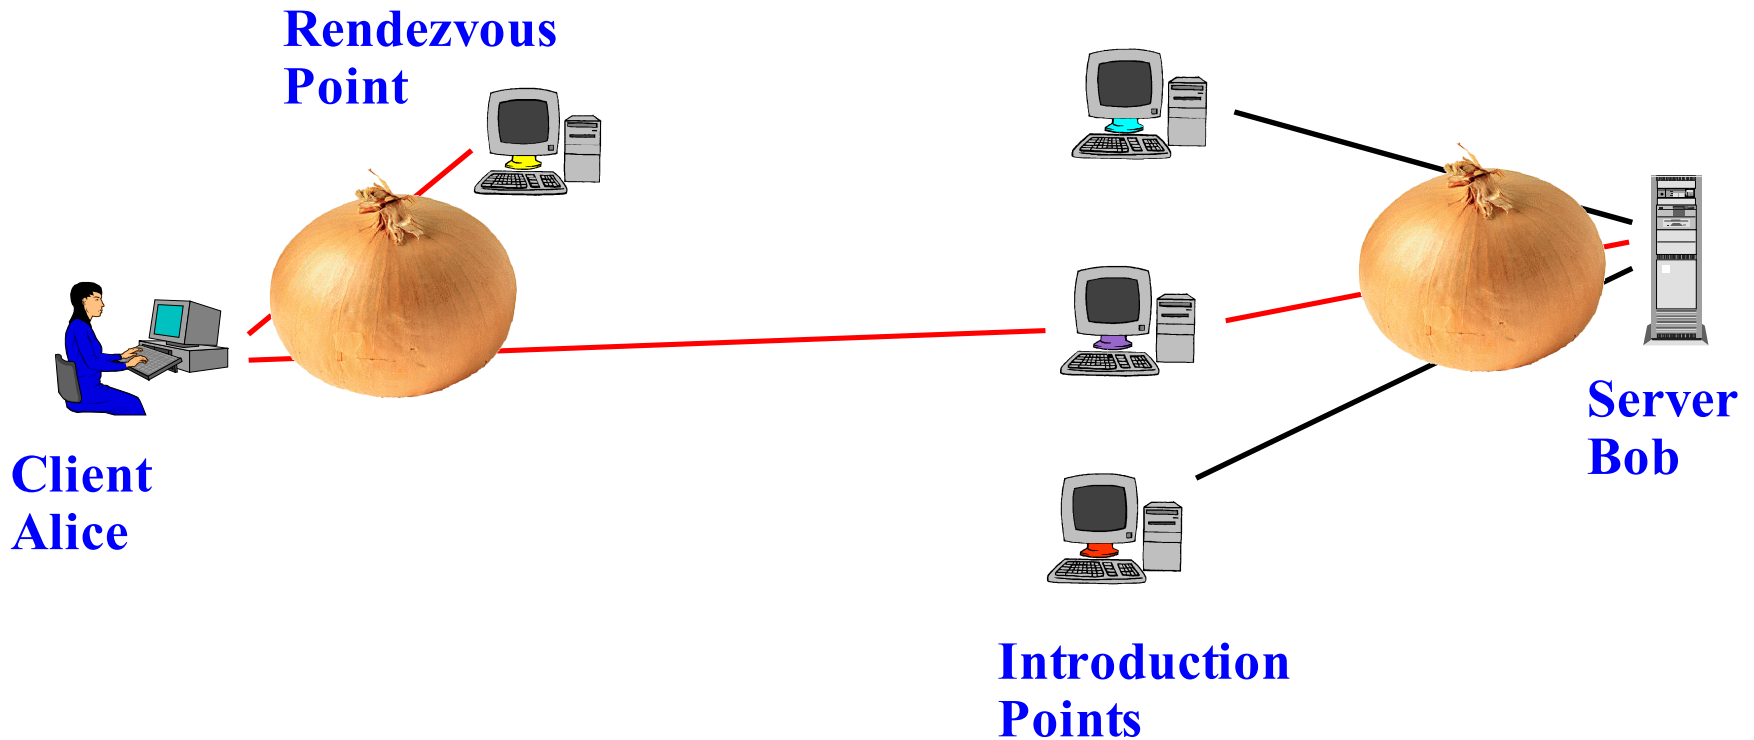 Rendezvous
Point
Client
Alice
Server
Bob
Introduction
Points